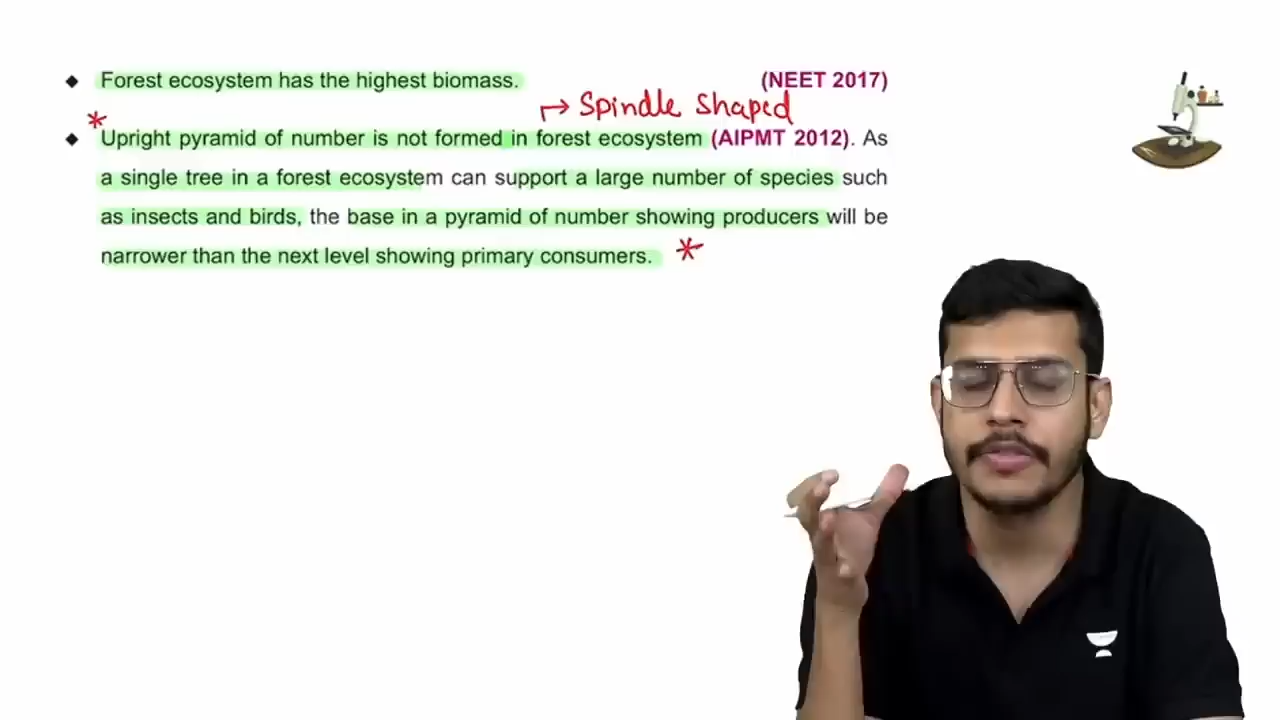 ◆ Forest ecosystem has the highest biomass. (NEET 2017)
↦ Spindle shaped
* ◆ Upright pyramid of number is not formed in forest ecosystem (AIPMT 2012). As
a single tree in a forest ecosystem can support a large number of species such
as insects and birds, the base in a pyramid of number showing producers will be
narrower than the next level showing primary consumers. *